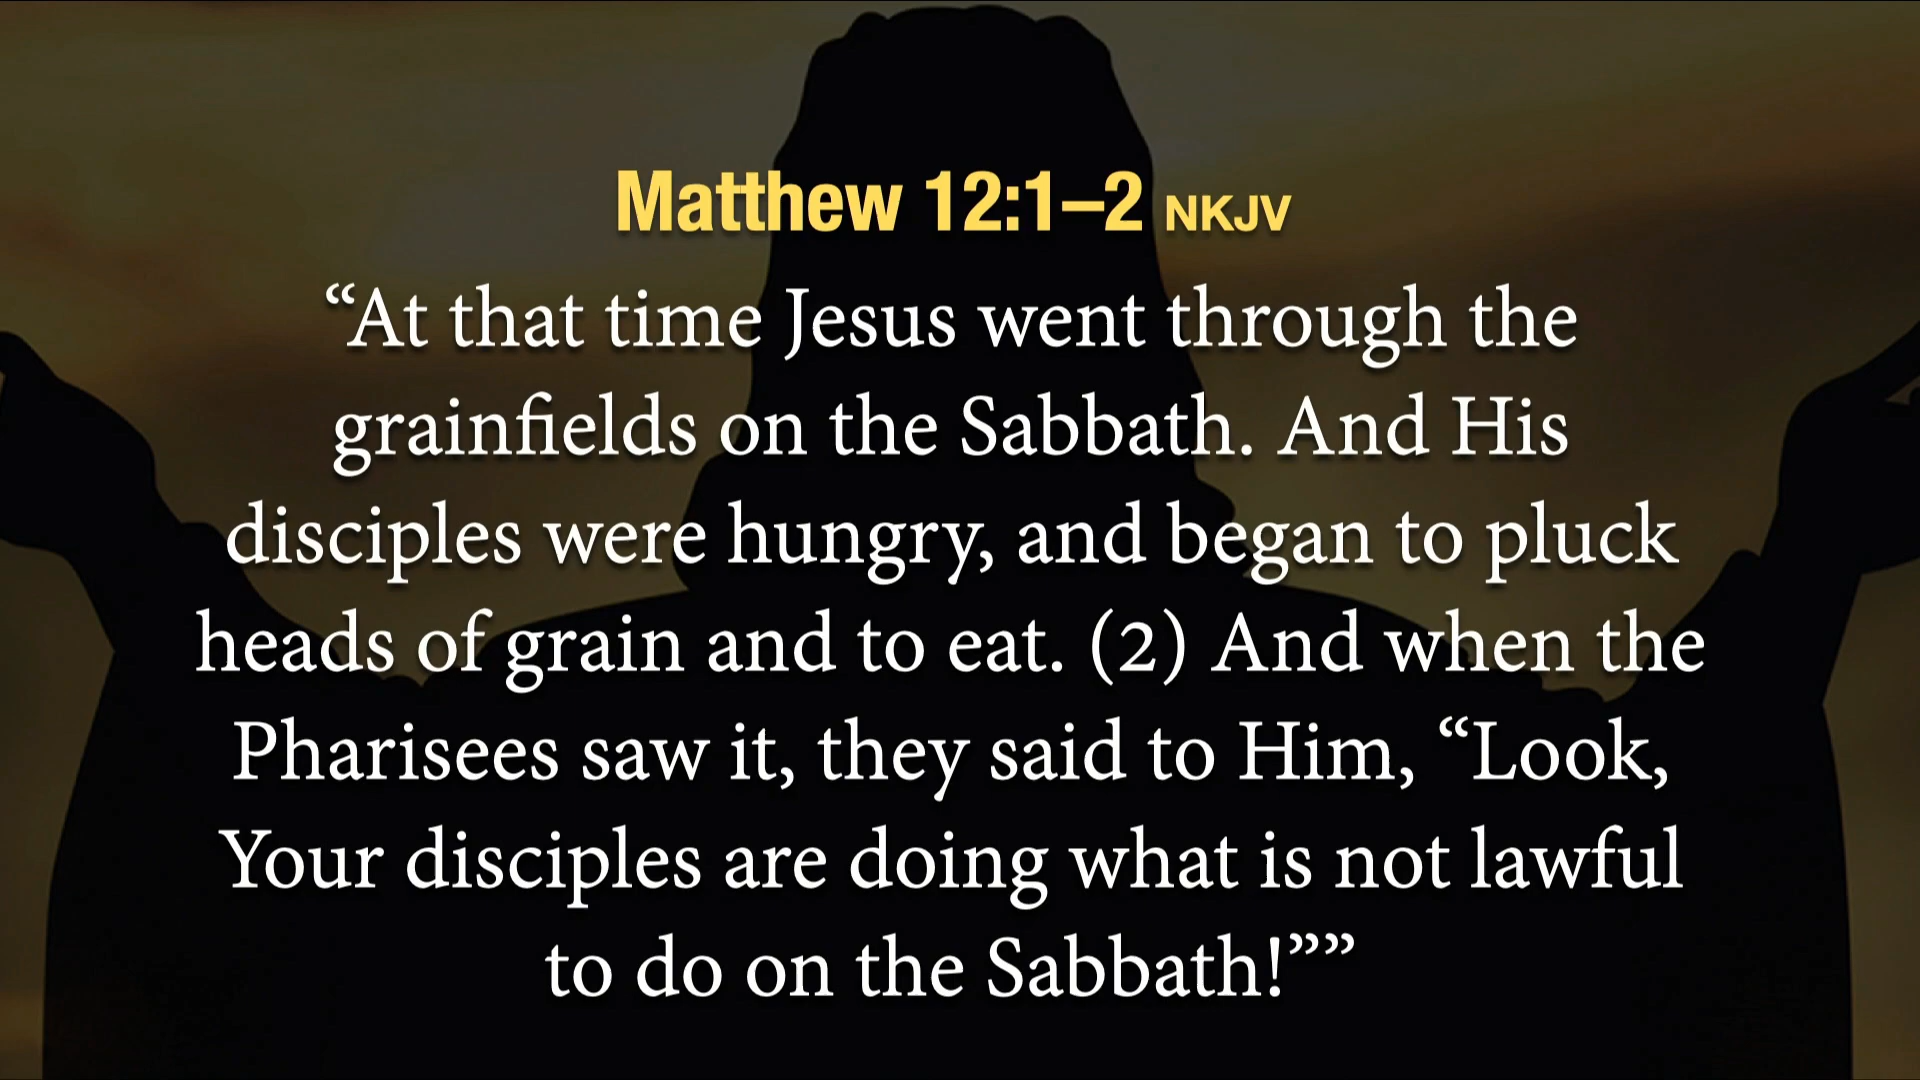 Matthew 12:1–2 NKJV
“At that time Jesus went through the
grainfields on the Sabbath. And His
disciples were hungry, and began to pluck
heads of grain and to eat. (2) And when the
Pharisees saw it, they said to Him, “Look,
Your disciples are doing what is not lawful
to do on the Sabbath!””